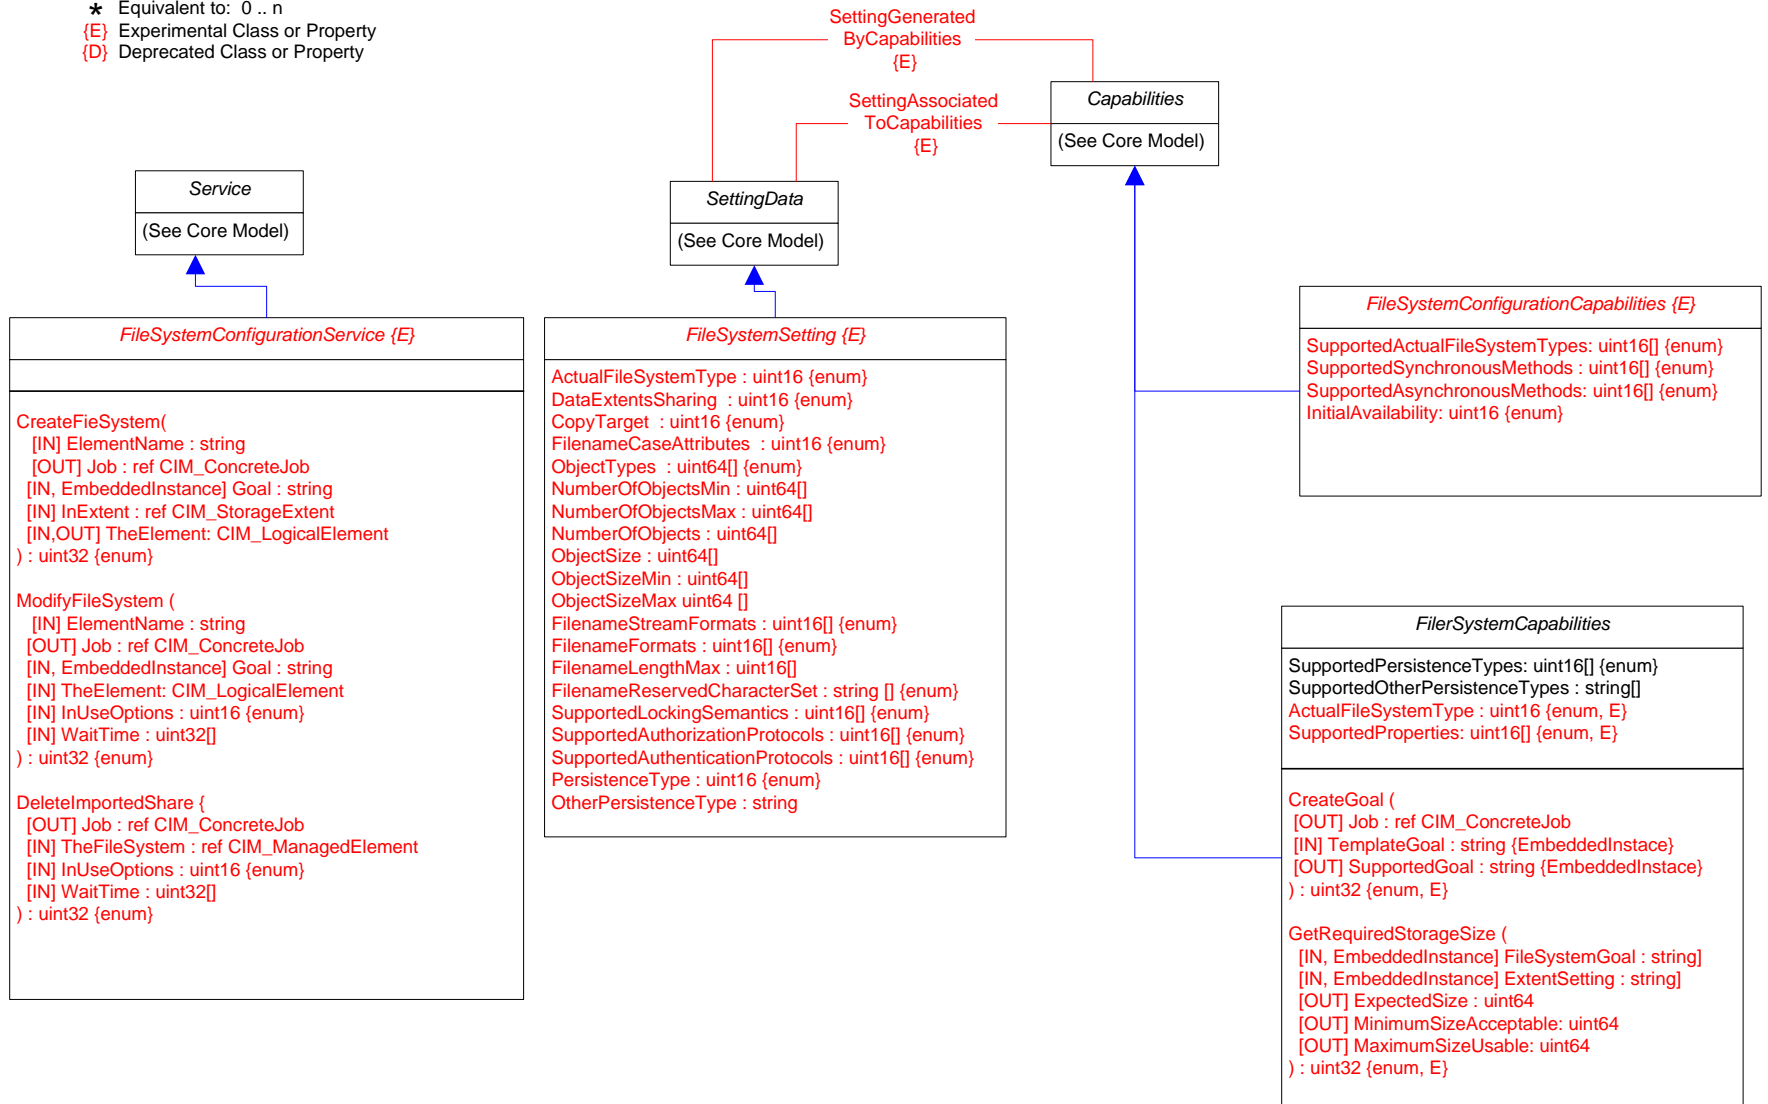 * Equivalent to: 0 .. n
{E} Experimental Class or Property
{D} Deprecated Class or Property
SettingGenerated
ByCapabilities
{E}
SettingAssociated
ToCapabilities
{E}
Capabilities
(See Core Model)
Service
(See Core Model)
SettingData
(See Core Model)
FileSystemConfigurationService {E}
CreateFieSystem(
[IN] ElementName : string
[OUT] Job : ref CIM_ConcreteJob
[IN, EmbeddedInstance] Goal : string
[IN] InExtent : ref CIM_StorageExtent
[IN,OUT] TheElement: CIM_LogicalElement
) : uint32 {enum}
ModifyFileSystem (
[IN] ElementName : string
[OUT] Job : ref CIM_ConcreteJob
[IN, EmbeddedInstance] Goal : string
[IN] TheElement: CIM_LogicalElement
[IN] InUseOptions : uint16 {enum}
[IN] WaitTime : uint32[]
) : uint32 {enum}
DeleteImportedShare {
[OUT] Job : ref CIM_ConcreteJob
[IN] TheFileSystem : ref CIM_ManagedElement
[IN] InUseOptions : uint16 {enum}
[IN] WaitTime : uint32[]
) : uint32 {enum}
FileSystemSetting {E}
ActualFileSystemType : uint16 {enum}
DataExtentsSharing : uint16 {enum}
CopyTarget : uint16 {enum}
FilenameCaseAttributes : uint16 {enum}
ObjectTypes : uint64[] {enum}
NumberOfObjectsMin : uint64[]
NumberOfObjectsMax : uint64[]
NumberOfObjects : uint64[]
ObjectSize : uint64[]
ObjectSizeMin : uint64[]
ObjectSizeMax uint64 []
FilenameStreamFormats : uint16[] {enum}
FilenameFormats : uint16[] {enum}
FilenameLengthMax : uint16[]
FilenameReservedCharacterSet : string [] {enum}
SupportedLockingSemantics : uint16[] {enum}
SupportedAuthorizationProtocols : uint16[] {enum}
SupportedAuthenticationProtocols : uint16[] {enum}
PersistenceType : uint16 {enum}
OtherPersistenceType : string
FileSystemConfigurationCapabilities {E}
SupportedActualFileSystemTypes: uint16[] {enum}
SupportedSynchronousMethods : uint16[] {enum}
SupportedAsynchronousMethods: uint16[] {enum}
InitialAvailability: uint16 {enum}
FilerSystemCapabilities
SupportedPersistenceTypes: uint16[] {enum}
SupportedOtherPersistenceTypes : string[]
ActualFileSystemType : uint16 {enum, E}
SupportedProperties: uint16[] {enum, E}
CreateGoal (
[OUT] Job : ref CIM_ConcreteJob
[IN] TemplateGoal : string {EmbeddedInstace}
[OUT] SupportedGoal : string {EmbeddedInstace}
) : uint32 {enum, E}
GetRequiredStorageSize (
[IN, EmbeddedInstance] FileSystemGoal : string]
[IN, EmbeddedInstance] ExtentSetting : string]
[OUT] ExpectedSize : uint64
[OUT] MinimumSizeAcceptable: uint64
[OUT] MaximumSizeUsable: uint64
) : uint32 {enum, E}